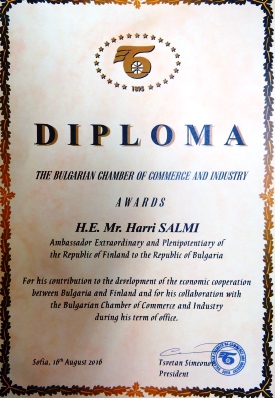 1895
DIPLOMA
THE BULGARIAN CHAMBER OF COMMERCE AND INDUSTRY
AWARDS
H.E. Mr. Harri SALMI
Ambassador Extraordinary and Plenipotentiary of
the Republic of Finland to the Republic of Bulgaria
For his contribution to the development of the economic cooperation
between Bulgaria and Finland and for his collaboration with
the Bulgarian Chamber of Commerce and Industry
during his term of office.
Sofia, 16th August 2016
Tsvetan Simeonov
President